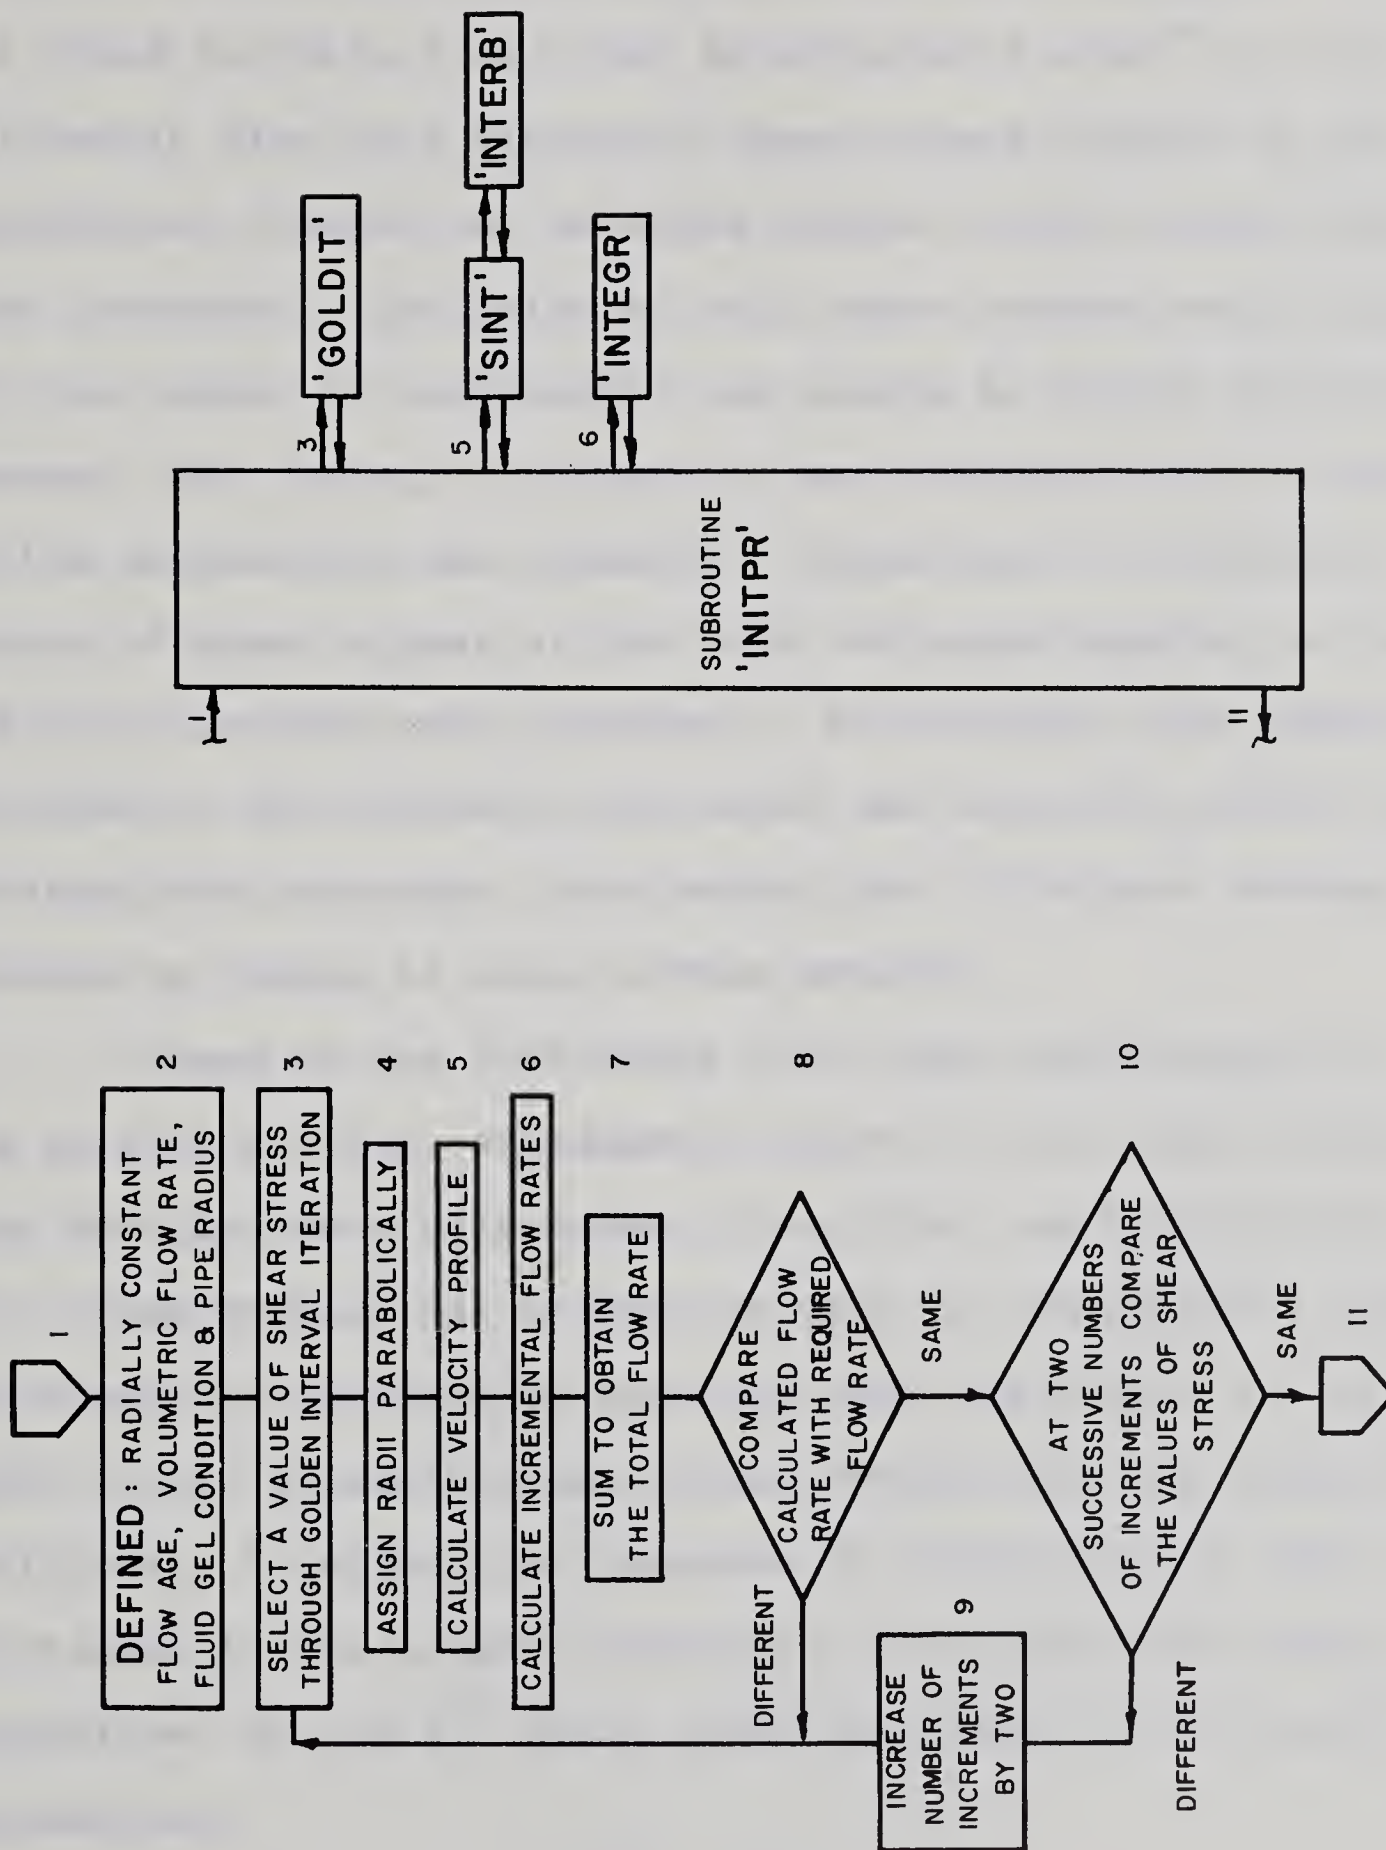 1
DEFINED: RADIALLY CONSTANT
FLOW AGE, VOLUMETRIC FLOW RATE,
FLUID GEL CONDITION & PIPE RADIUS
2
SELECT A VALUE OF SHEAR STRESS
THROUGH GOLDEN INTERVAL ITERATION
3
ASSIGN RADII PARABOLICALLY
4
CALCULATE VELOCITY PROFILE
5
CALCULATE INCREMENTAL FLOW RATES
6
SUM TO OBTAIN
THE TOTAL FLOW RATE
7
COMPARE
CALCULATED FLOW
RATE WITH REQUIRED
FLOW RATE
8
DIFFERENT
SAME
INCREASE
NUMBER OF
INCREMENTS
BY TWO
9
AT TWO
SUCCESSIVE NUMBERS
OF INCREMENTS COMPARE
THE VALUES OF SHEAR
STRESS
10
DIFFERENT
SAME
11
1
SUBROUTINE
'INITPR'
11
3
'GOLDIT'
5
'SINT'
'INTERB'
6
'INTEGR'